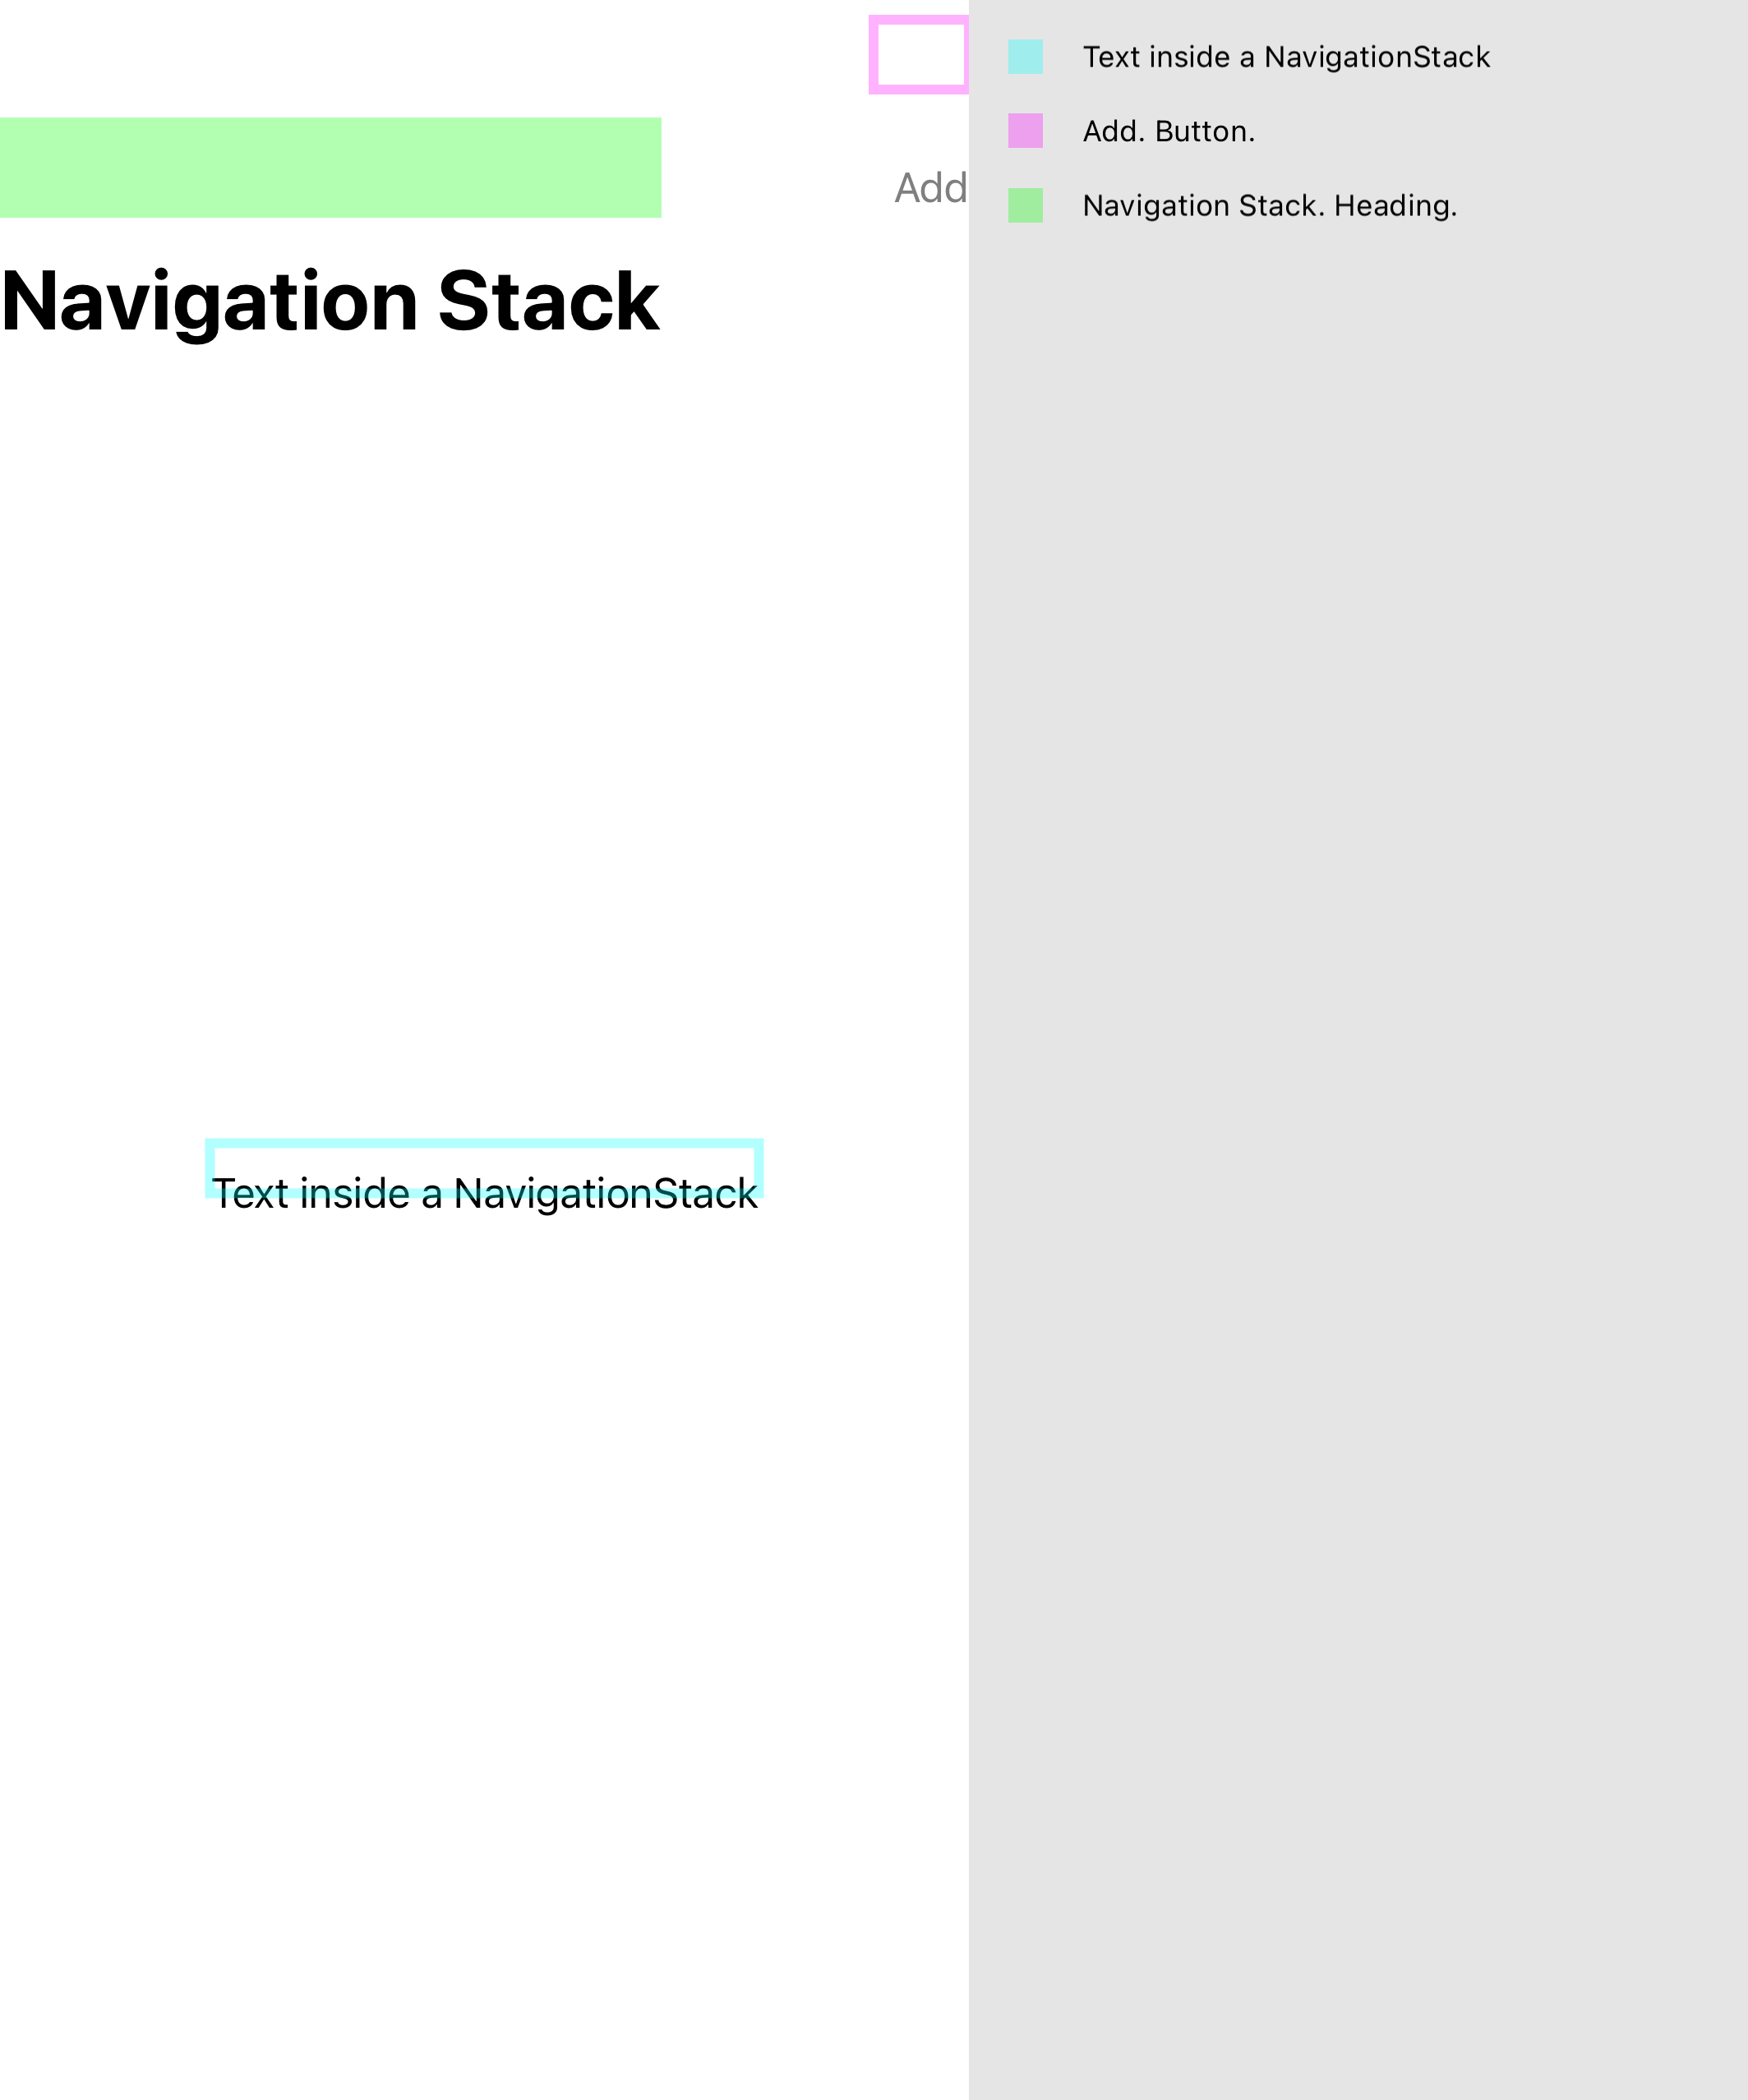 Add
Navigation Stack
Text inside a NavigationStack
Text inside a NavigationStack
Add. Button.
Navigation Stack. Heading.